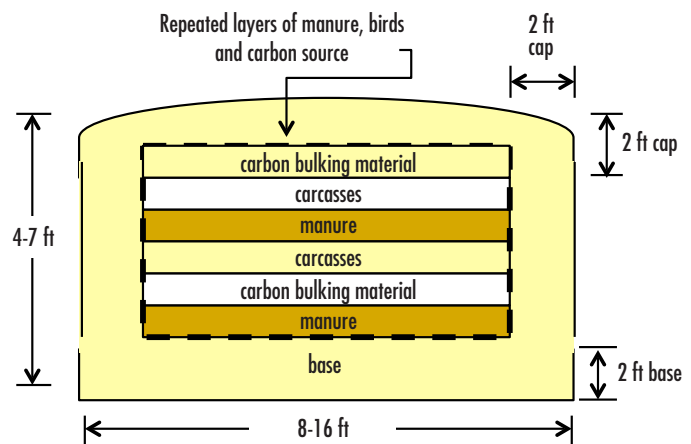 Repeated layers of manure, birds
and carbon source
2 ft
cap
carbon bulking material
2 ft cap
carcasses
manure
4-7 ft
carcasses
carbon bulking material
manure
base
2 ft base
8-16 ft